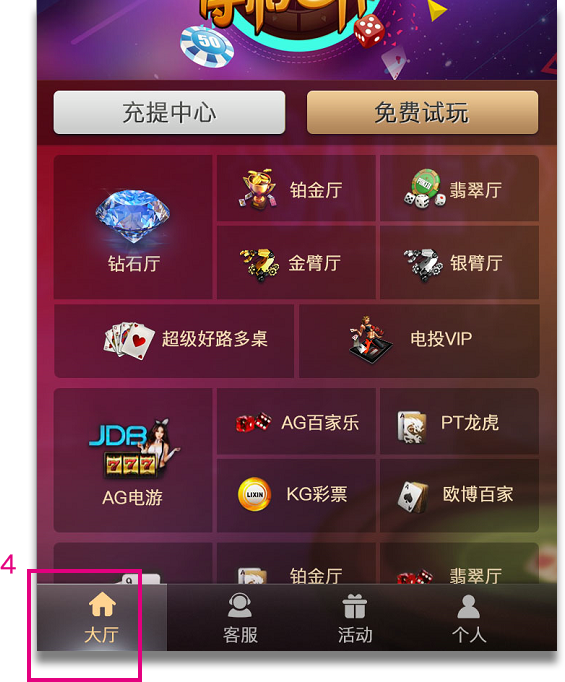 50
充提中心 免费试玩
铂金厅 翡翠厅
POKER
钻石厅 金臂厅 银臂厅
超级好路多桌 电投VIP
AG百家乐 PT龙虎
JDB
777
AG电游 KG彩票 欧博百家
LIXIN
铂金厅 翡翠厅
9
4
大厅 客服 活动 个人